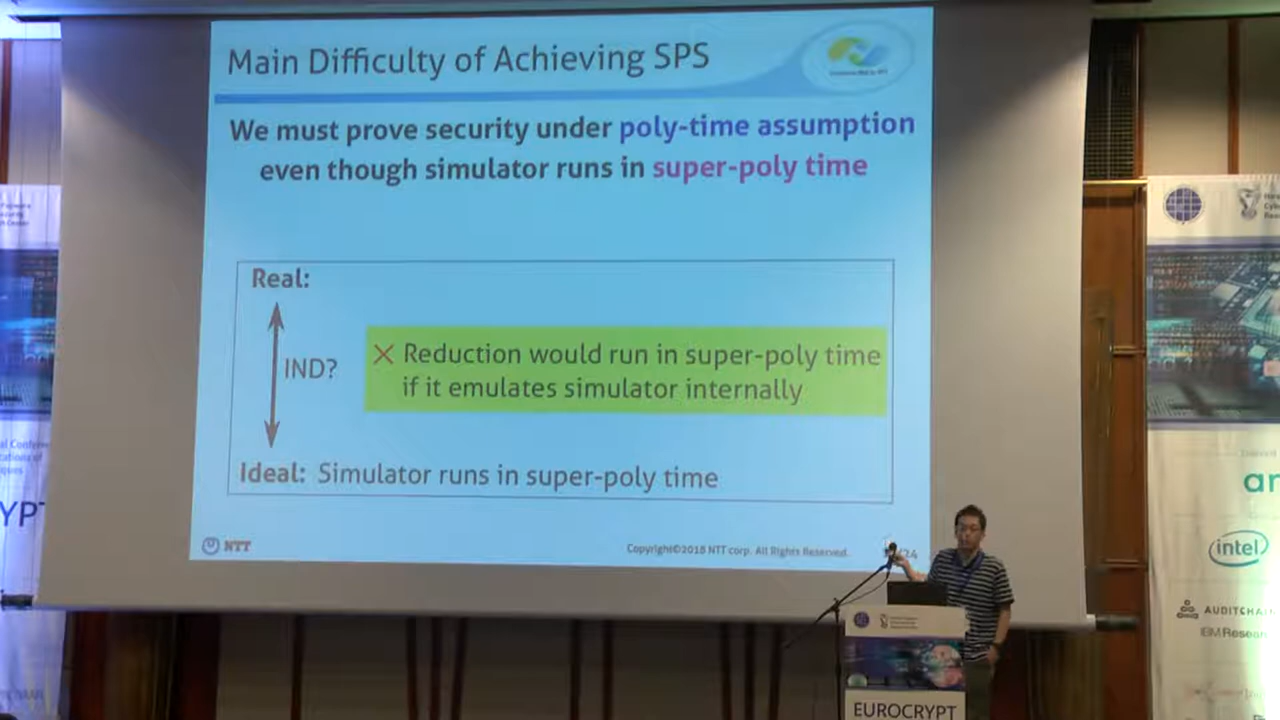 Main Difficulty of Achieving SPS
We must prove security under poly-time assumption
even though simulator runs in super-poly time
Real:
IND?
× Reduction would run in super-poly time
if it emulates simulator internally
Ideal: Simulator runs in super-poly time
NTT
Copyright©2018 NTT corp. All Rights Reserved.
/24
EUROCRYPT
intel
IBM Resear